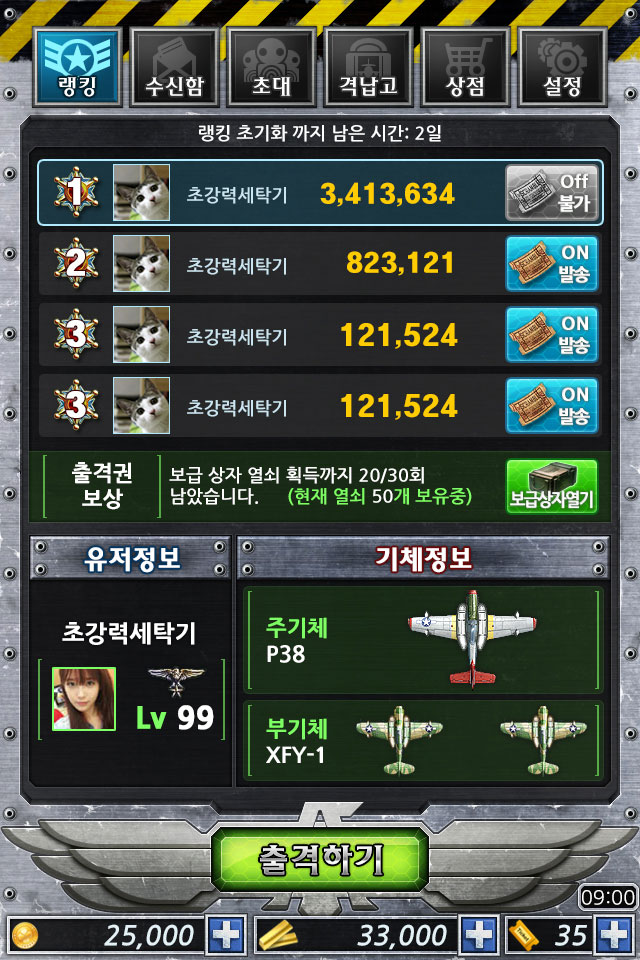 랭킹 수신함 초대 격납고 상점 설정
랭킹 초기화 까지 남은 시간: 2일
1 초강력세탁기 3,413,634 Off
불가
2 초강력세탁기 823,121 ON
발송
3 초강력세탁기 121,524 ON
발송
3 초강력세탁기 121,524 ON
발송
출격권
보상
보급 상자 열쇠 획득까지 20/30회
남았습니다. (현재 열쇠 50개 보유중)
보급상자열기
유저정보
초강력세탁기
Lv 99
기체정보
주기체
P38
부기체
XFY-1
출격하기
09:00
25,000 33,000 Ticket 35